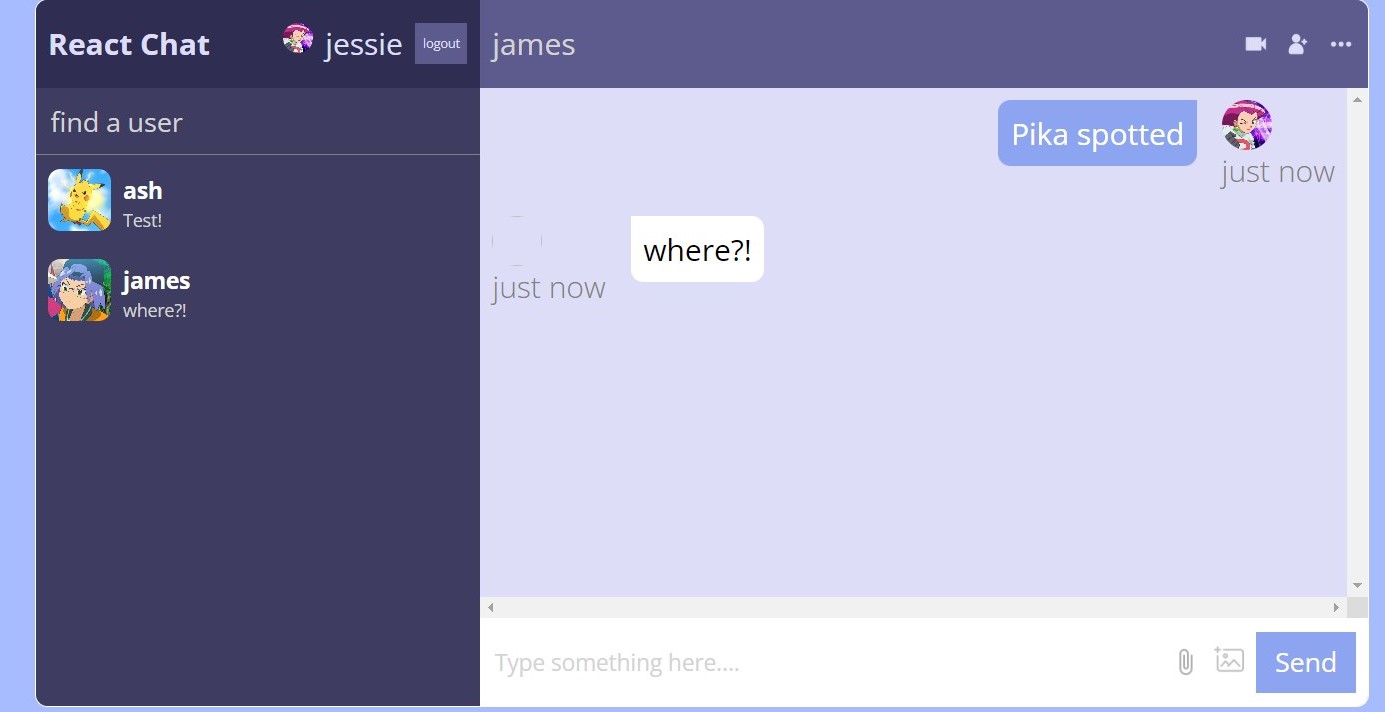 React Chat
jessie
logout
james
find a user
ash
Test!
james
where?!
Pika spotted
just now
where?!
just now
Type something here....
Send